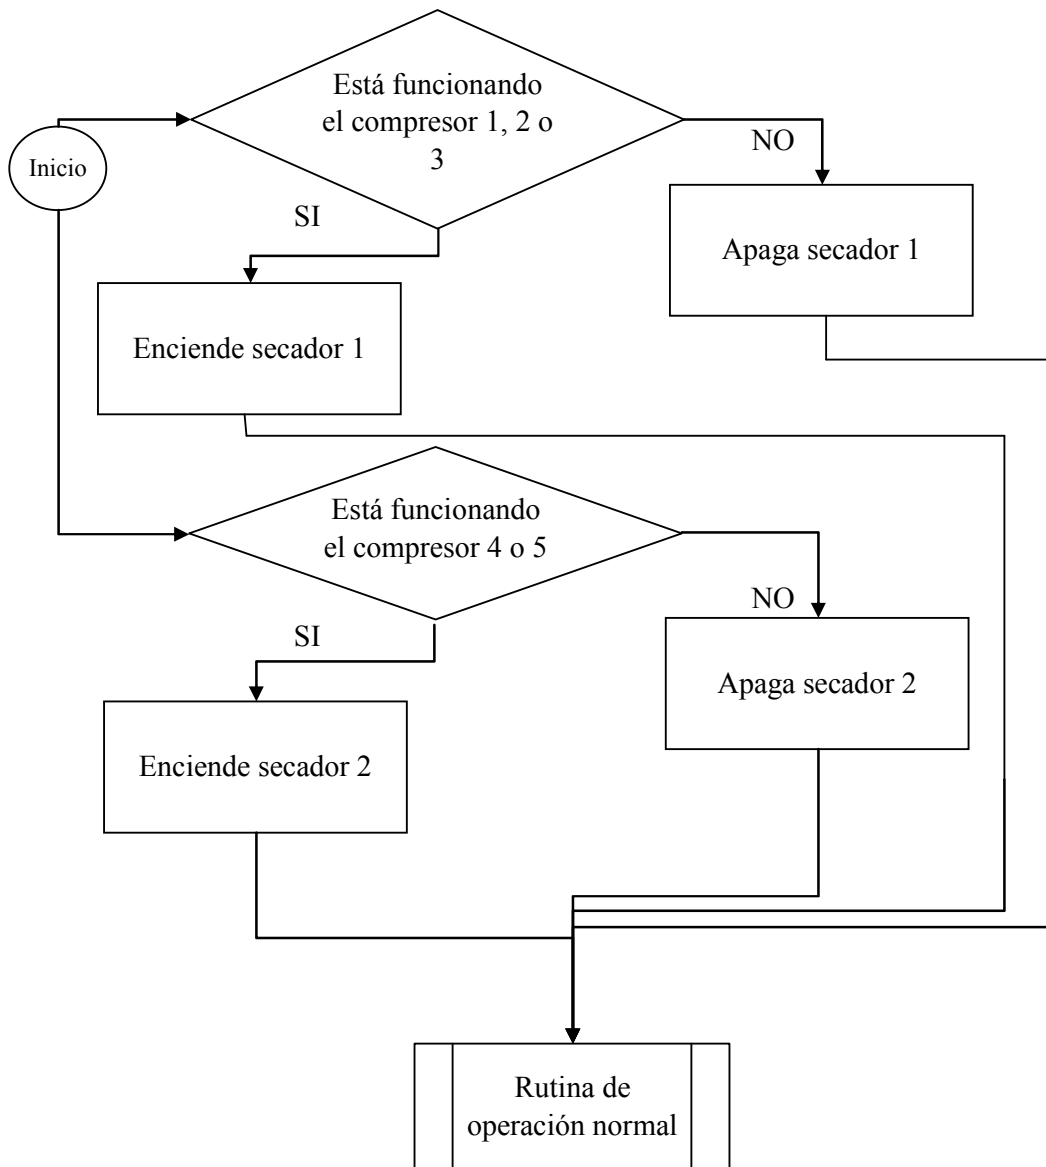 Está funcionando
el compresor 1, 2 o
3
NO
Inicio
SI
Apaga secador 1
Enciende secador 1
Está funcionando
el compresor 4 o 5
NO
SI
Apaga secador 2
Enciende secador 2
Rutina de
operación normal